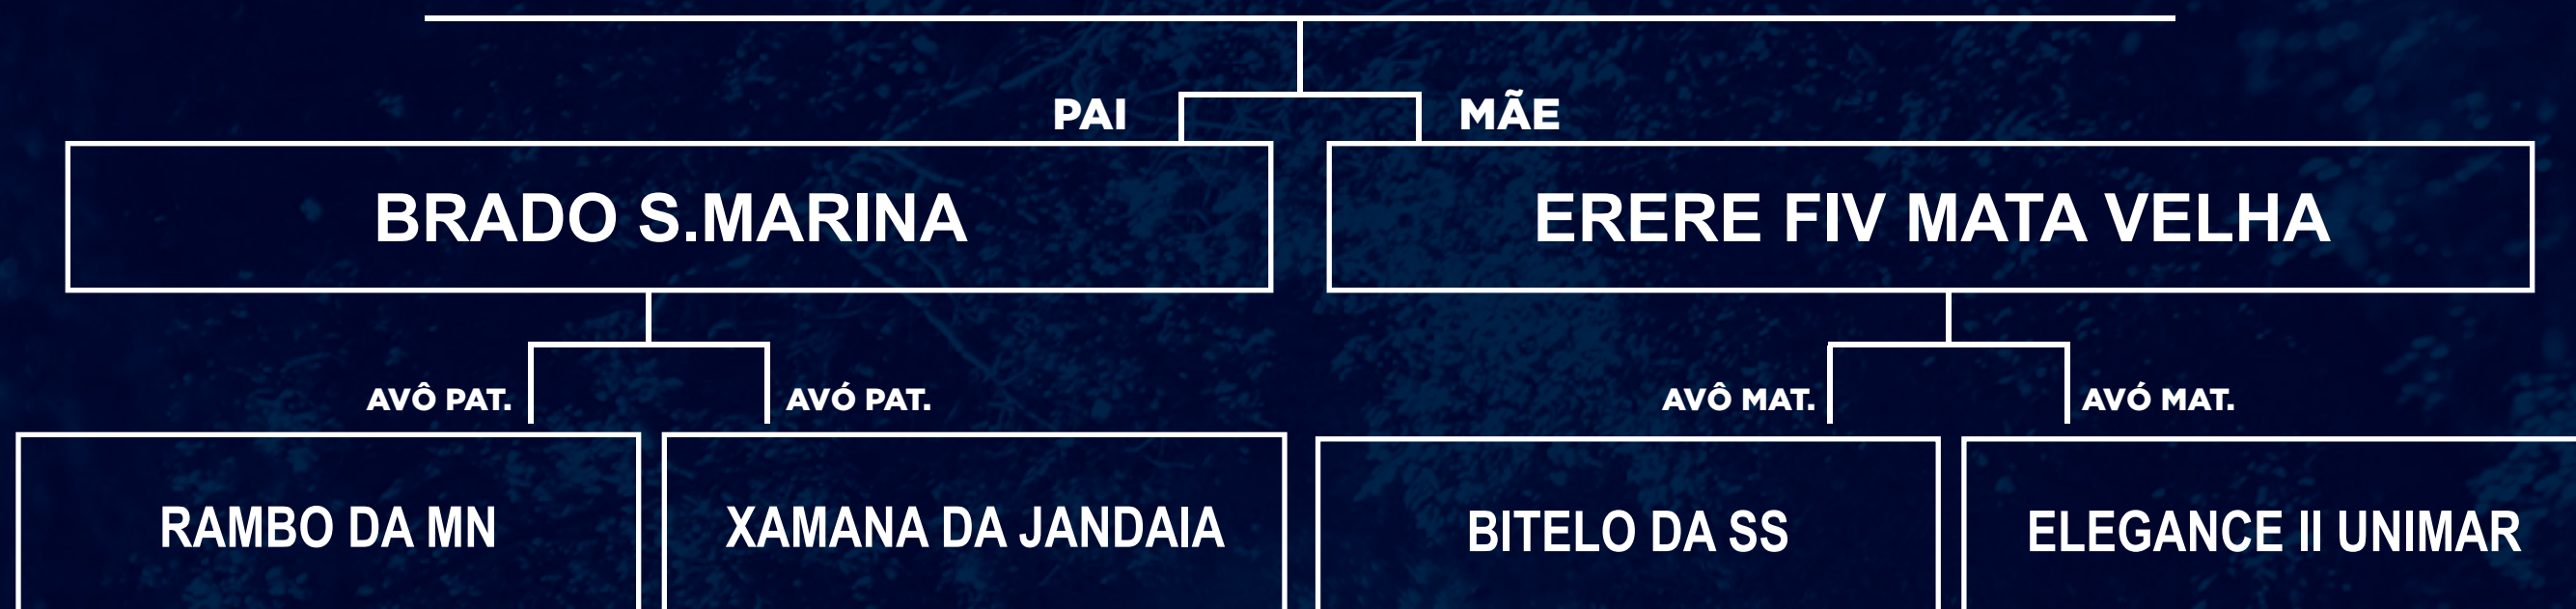 PAI
MÃE
BRADO S.MARINA
ERERE FIV MATA VELHA
AVÔ PAT.
AVÓ PAT.
AVÔ MAT.
AVÓ MAT.
RAMBO DA MN
XAMANA DA JANDAIA
BITELO DA SS
ELEGANCE II UNIMAR